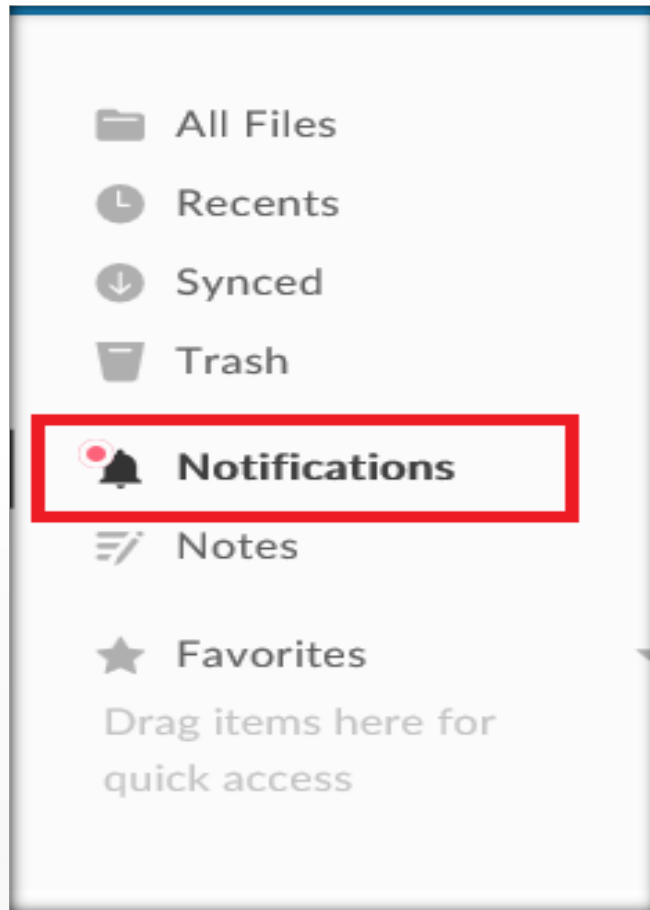 All Files
Recents
Synced
Trash
Notifications
Notes
Favorites
Drag items here for
quick access